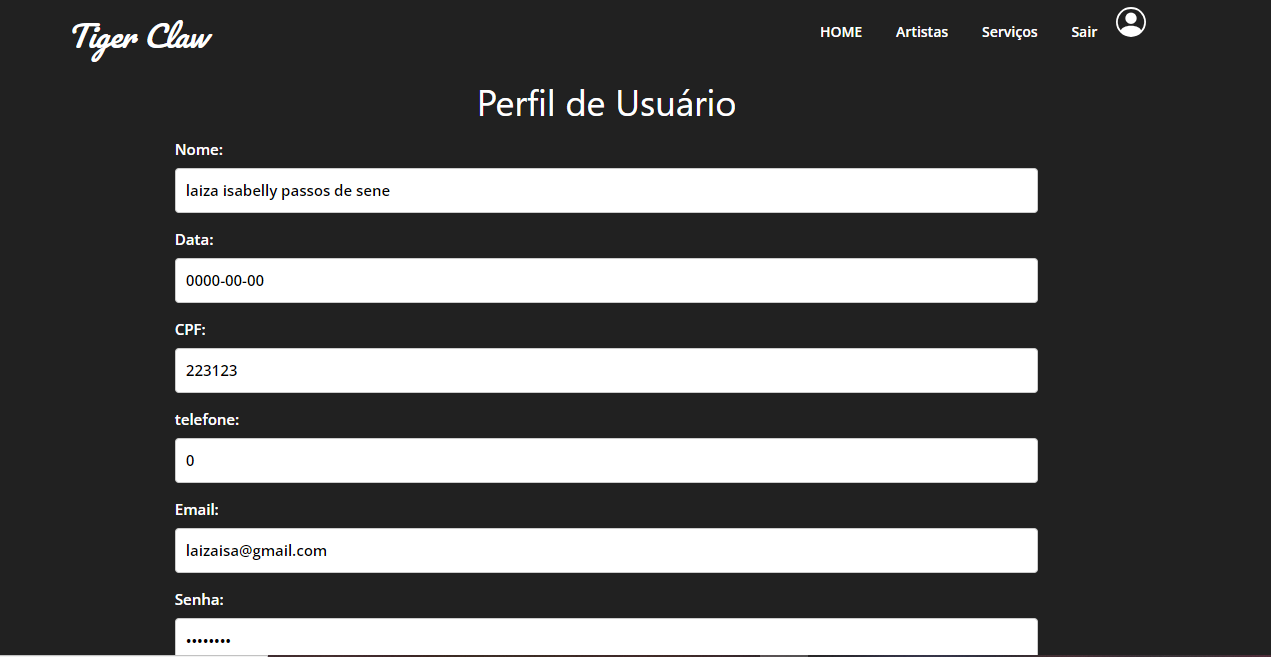 Tiger Claw
HOME Artistas Serviços Sair
Perfil de Usuário
Nome:
laiza isabelly passos de sene
Data:
0000-00-00
CPF:
223123
telefone:
0
Email:
laizaisa@gmail.com
Senha:
••••••••